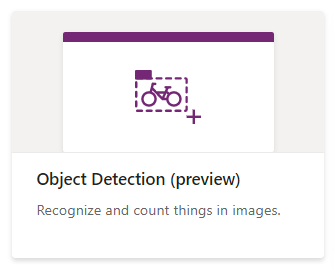 Object Detection (preview)
Recognize and count things in images.